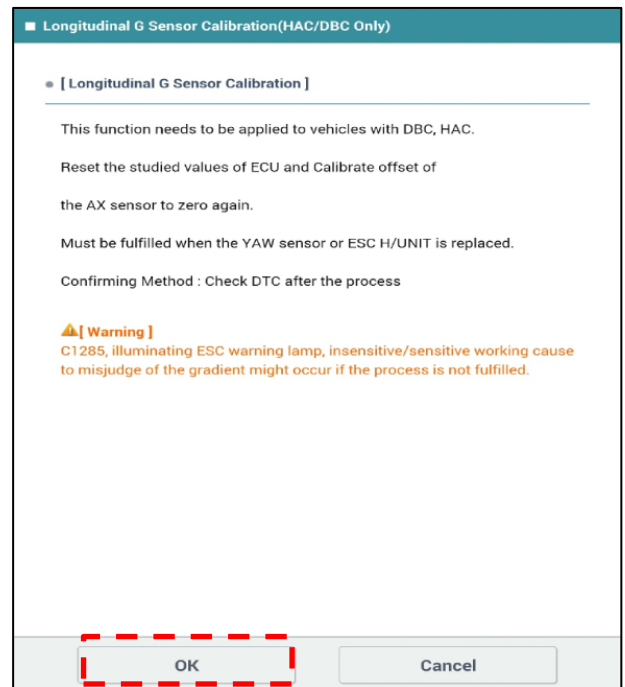 Longitudinal G Sensor Calibration(HAC/DBC Only)
[ Longitudinal G Sensor Calibration ]
This function needs to be applied to vehicles with DBC, HAC.
Reset the studied values of ECU and Calibrate offset of
the AX sensor to zero again.
Must be fulfilled when the YAW sensor or ESC H/UNIT is replaced.
Confirming Method : Check DTC after the process
[ Warning ]
C1285, illuminating ESC warning lamp, insensitive/sensitive working cause
to misjudge of the gradient might occur if the process is not fulfilled.
OK Cancel